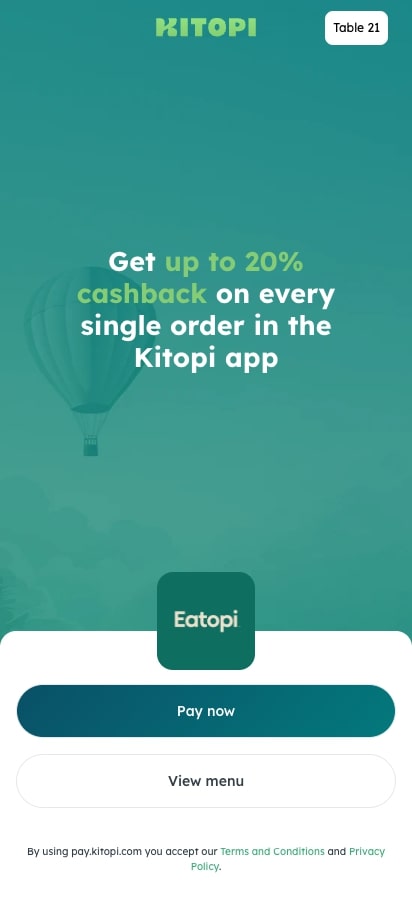 KITOPI
Table 21
Get up to 20%
cashback on every
single order in the
Kitopi app
Eatopi
Pay now
View menu
By using pay.kitopi.com you accept our Terms and Conditions and Privacy
Policy.